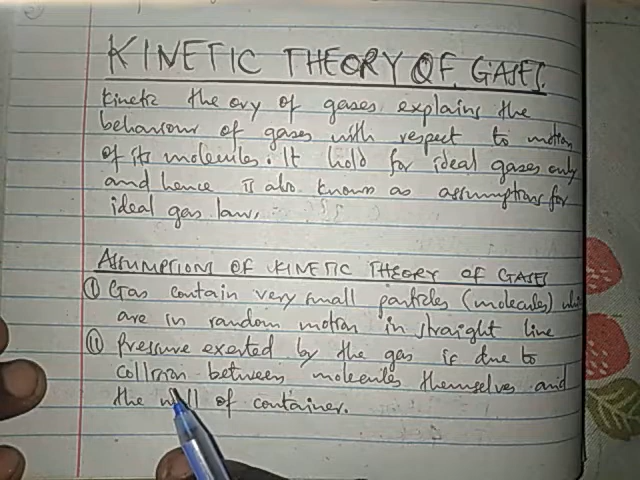 KINETIC THEORY OF GASES
Kinetic theory of gases explains the
behaviour of gases with respect to motion
of its molecules. It hold for ideal gases only
and hence is also known as assumptions for
ideal gas law.
ASSUMPTIONS OF KINETIC THEORY OF GASES
(i) Gas contain very small particles (molecules)
are in random motion in straight line
(ii) Pressure exerted by the gas is due to
collision between molecules themselves and
the wall of container.